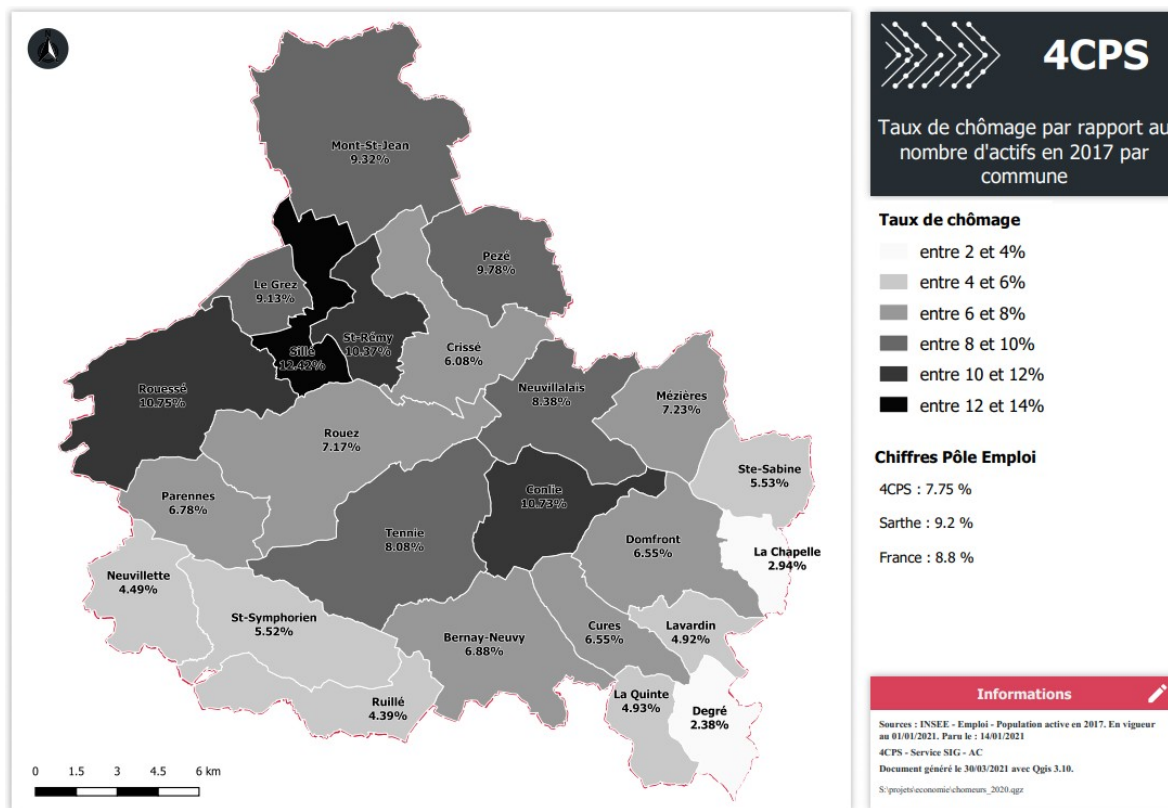 N
Mont-St-Jean
9.32%
Pezé
9.78%
Le Grez
9.13%
St-Rémy
10.37%
Sillé
12.42%
Crissé
6.08%
Rouessé
10.75%
Neuvillalais
8.38%
Mézières
7.23%
Rouez
7.17%
Ste-Sabine
5.53%
Parennes
6.78%
Conlie
10.73%
Tennie
8.08%
Domfront
6.55%
La Chapelle
2.94%
Neuvillette
4.49%
St-Symphorien
5.52%
Bernay-Neuvy
6.88%
Cures
6.55%
Lavardin
4.92%
Ruillé
4.39%
La Quinte
4.93%
Degré
2.38%
0 1.5 3 4.5 6 km
4CPS
Taux de chômage par rapport au
nombre d'actifs en 2017 par
commune
Taux de chômage
entre 2 et 4%
entre 4 et 6%
entre 6 et 8%
entre 8 et 10%
entre 10 et 12%
entre 12 et 14%
Chiffres Pôle Emploi
4CPS : 7.75 %
Sarthe : 9.2 %
France : 8.8 %
Informations
Sources : INSEE - Emploi - Population active en 2017. En vigueur
au 01/01/2021. Paru le : 14/01/2021
4CPS - Service SIG - AC
Document généré le 30/03/2021 avec Qgis 3.10.
S:\projets\economie\chomeurs_2020.qgz